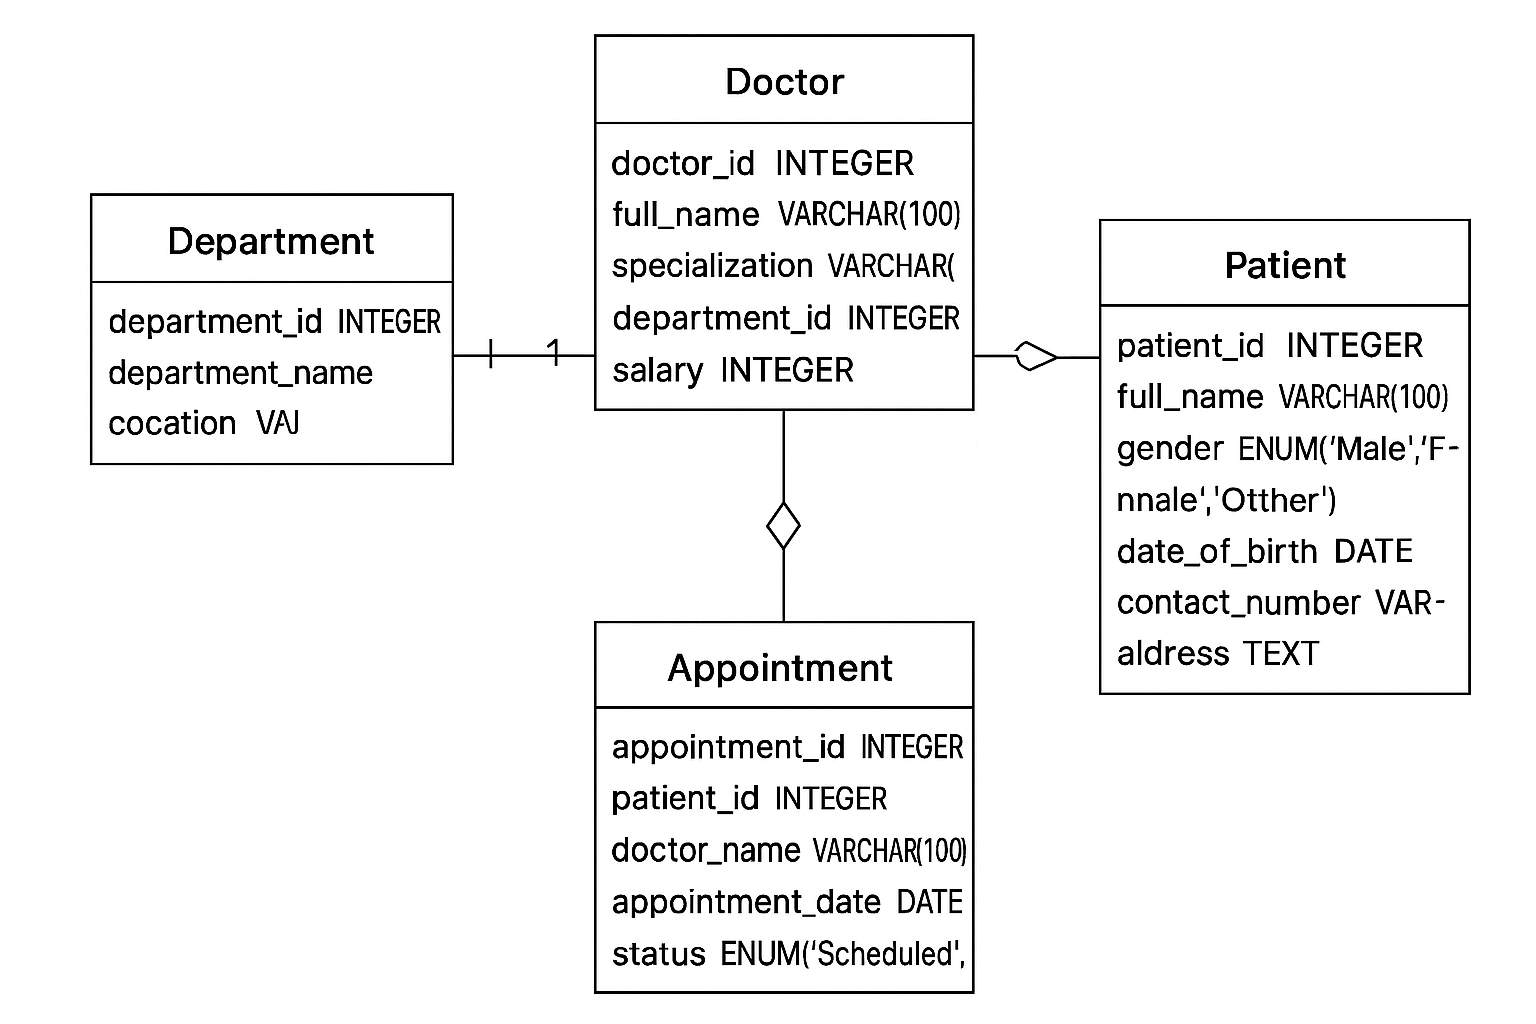 Doctor
doctor_id INTEGER
full_name VARCHAR(100)
specialization VARCHAR(
department_id INTEGER
salary INTEGER
Department
department_id INTEGER
department_name
cocation VAJ
1
Patient
patient_id INTEGER
full_name VARCHAR(100)
gender ENUM('Male','F-
nnale','Otther')
date_of_birth DATE
contact_number VAR-
aldress TEXT
Appointment
appointment_id INTEGER
patient_id INTEGER
doctor_name VARCHAR(100)
appointment_date DATE
status ENUM('Scheduled',